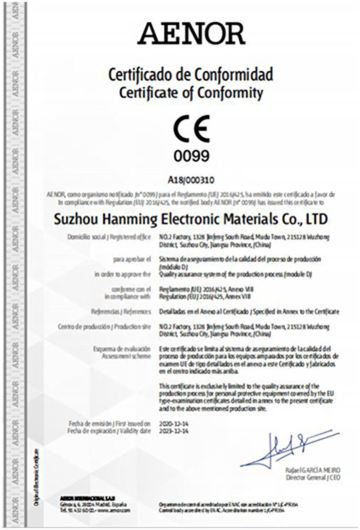 AENOR
Certificado de Conformidad
Certificate of Conformity
CE
0099
A18/000310
AENOR, como organismo notificado (nº 0099) para el Reglamento (UE) 2016/425, ha emitido este certificado a favor de
In compliance with Regulation (EU) 2016/425, the notified body AENOR (nº 0099) has issued this certificate to
Suzhou Hanming Electronic Materials Co., LTD
Domicilio social / Registered office
NO.2 Factory, 1328 Jinfeng South Road, Mudu Town, 215128 Wuzhong
District, Suzhou City, Jiangsu Province, (China)
para aprobar el
Sistema de aseguramiento de la calidad del proceso de producción
(módulo D)
in order to approve the
Quality assurance system of the production process (module D)
conforme con el
Reglamento (UE) 2016/425, Anexo VIII
in compliance with
Regulation (EU) 2016/425, Annex VIII
Referencias / References
Detalladas en el Anexo al Certificado / Specified in Annex to the Certificate
Centro de producción / Production site
NO.2 Factory, 1328 Jinfeng South Road, Mudu Town, 215128 Wuzhong
District, Suzhou City, Jiangsu Province, (China)
Esquema de evaluación
Assessment scheme
Este certificado se limita al sistema de aseguramiento de la calidad del
proceso de producción para los equipos amparados por los certificados de
examen UE de tipo detallados en el anexo a este Certificado y fabricados
en el centro indicado más arriba.
This certificate is exclusively limited to the quality assurance of the
production process for personal protective equipment covered by the EU
type-examination certificates detailed in annex to the present certificate
and to the above mentioned production site.
Fecha de emisión / First issued on
2020-12-14
Fecha de expiración / Validity date
2023-12-14
Rafael GARCÍA MEIRO
Director General / CEO
Original Electronic Certificate
AENOR INTERNACIONAL S.A.U
Génova, 6. 28004 Madrid. España
Tel. 91 432 60 00.- www.aenor.com
Organismo de control acreditado por ENAC con acreditación Nº
Control body accredited by ENAC. Accreditation number